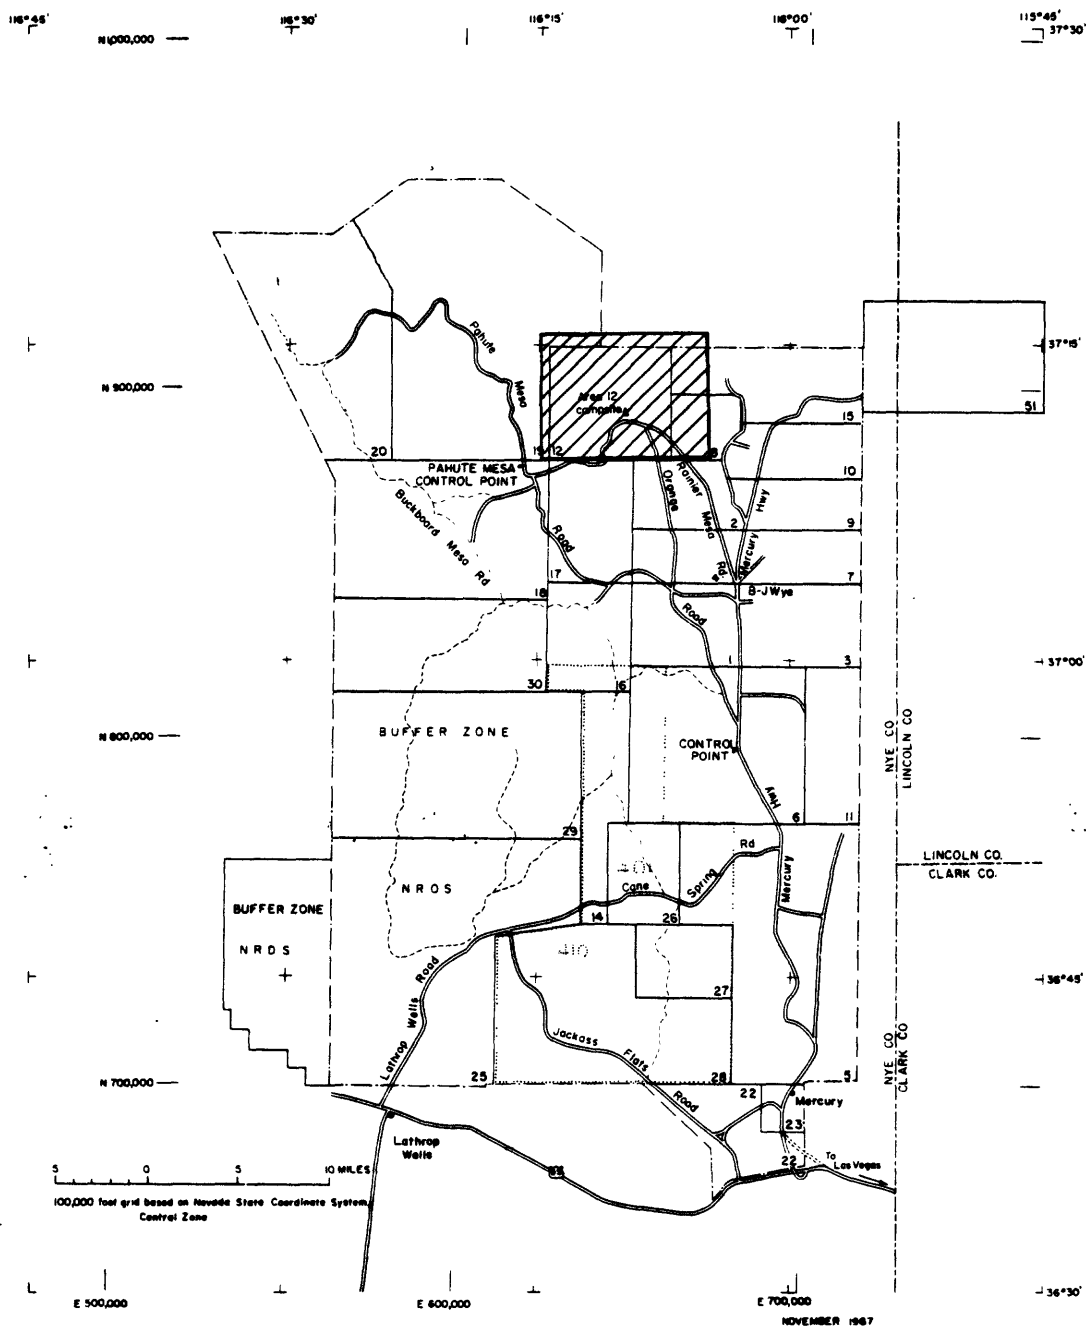 116°45'
116°30'
116°15'
116°00'
115°45'
37°30'
N 1,000,000
Pahute
Mesa
37°15'
N 900,000
Area 12
campsite
51
15
20
19
12
8
10
PAHUTE MESA
CONTROL POINT
Rainier
Mesa
Rd
Orange
Road
Hwy
Mercury
Buckboard Mesa Rd
2
9
Road
17
7
18
B-J Wye
37°00'
1
3
30
16
BUFFER ZONE
N 800,000
CONTROL
POINT
NYE CO
LINCOLN CO
Hwy
6
11
29
Rd
LINCOLN CO.
CLARK CO.
401
NRDS
Cane
Spring
Mercury
BUFFER ZONE
NRDS
14
26
410
36°45'
Lathrop Wells Road
27
Jackass
Flats
Road
NYE CO
CLARK CO
N 700,000
25
28
5
22
Mercury
23
Lathrop
Wells
22
To
Las Vegas
95
5 0 5 10 MILES
100,000 foot grid based on Nevada State Coordinate System,
Central Zone
36°30'
E 500,000
E 600,000
E 700,000
NOVEMBER 1967